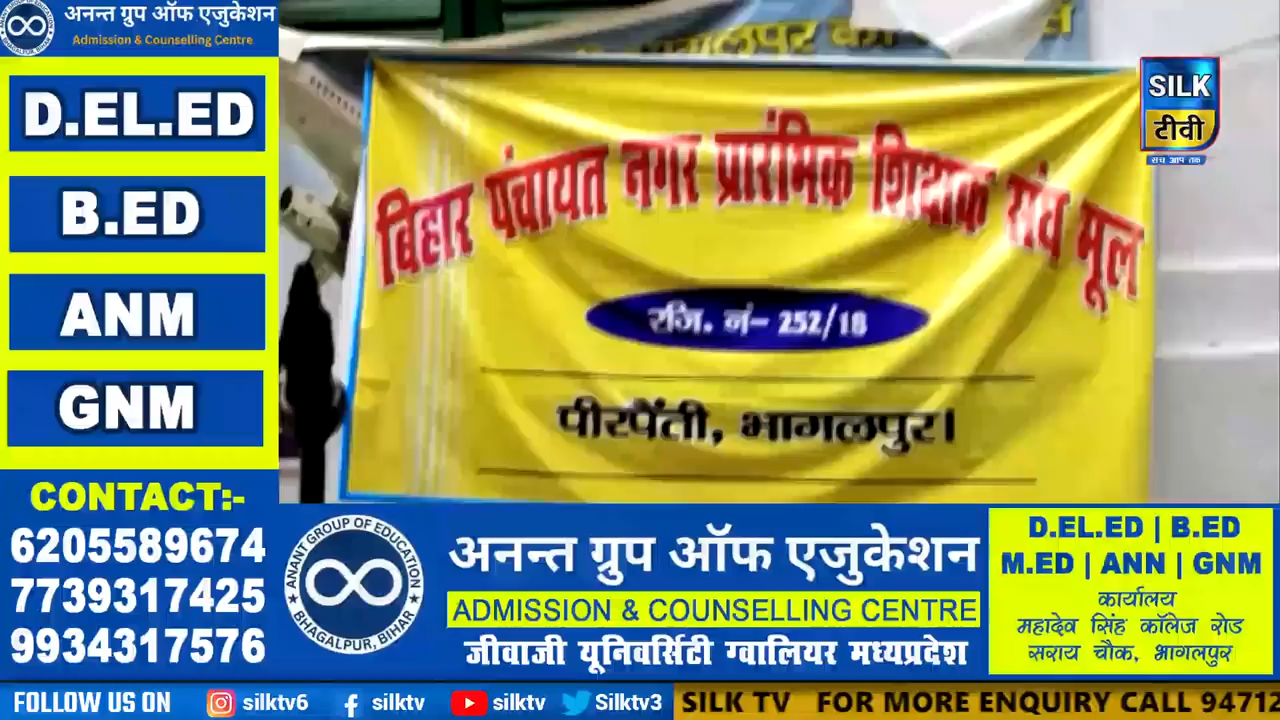 अनन्त ग्रुप ऑफ एजुकेशन
Admission & Counselling Centre
D.EL.ED
B.ED
ANM
GNM
CONTACT:-
6205589674
7739317425
9934317576
SILK
टीवी
सच आप तक
बिहार पंचायत नगर प्रारंमिक शिक्षक संघ मूल
रजि. नं- 252/18
पीरपैंती, भागलपुर।
ANANT GROUP OF EDUCATION
BHAGALPUR, BIHAR
अनन्त ग्रुप ऑफ एजुकेशन
ADMISSION & COUNSELLING CENTRE
जीवाजी यूनिवर्सिटी ग्वालियर मध्यप्रदेश
D.EL.ED | B.ED
M.ED | ANN | GNM
कार्यालय
महादेव सिंह कॉलेज रोड
सराय चौक, भागलपुर
FOLLOW US ON silktv6 silktv silktv Silktv3 SILK TV FOR MORE ENQUIRY CALL 94712